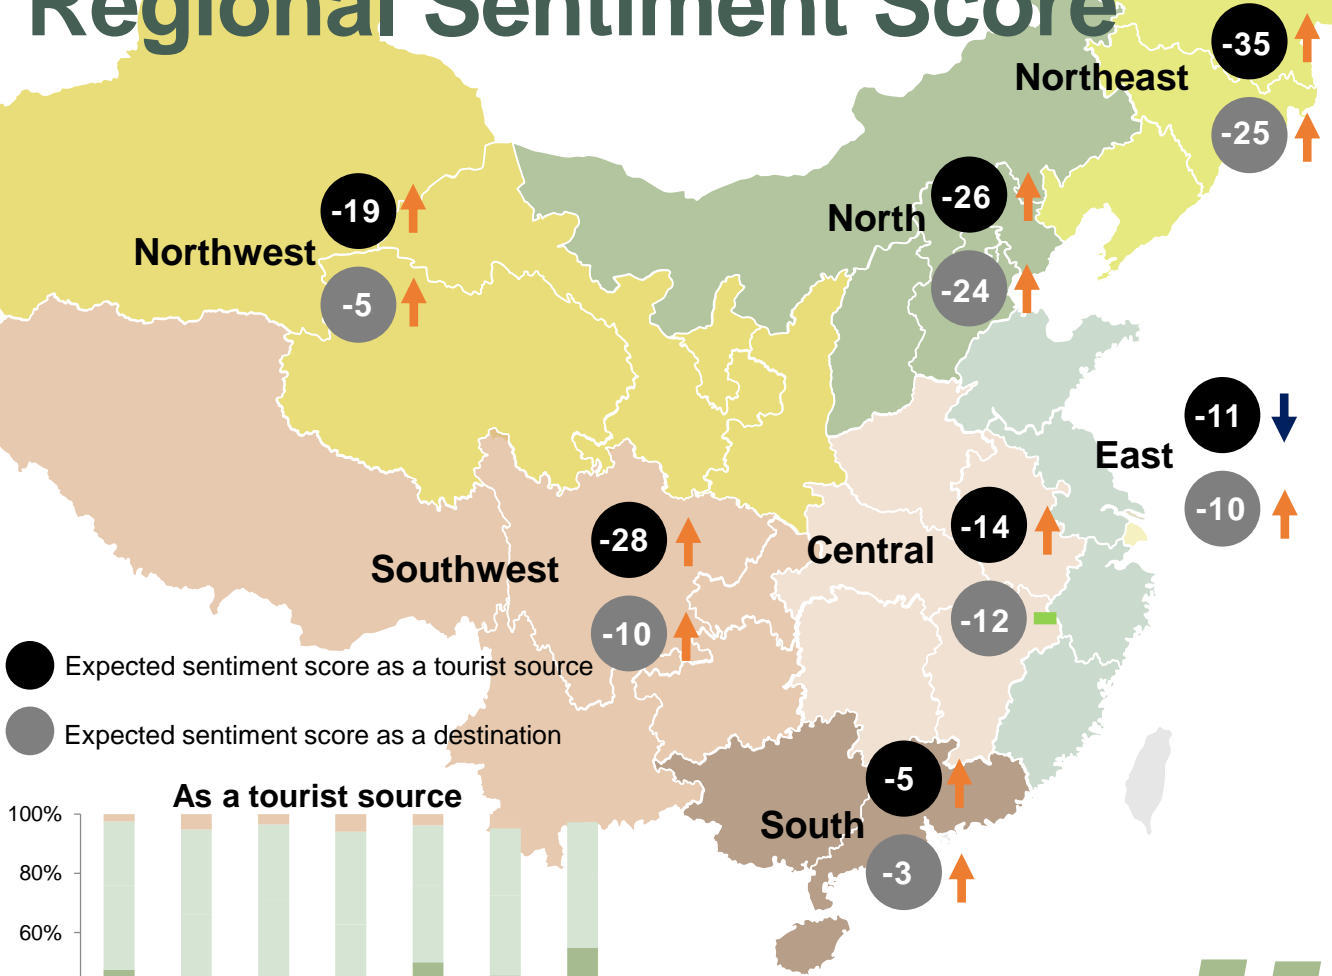 Regional Sentiment Score
-35
Northeast
-25
-26
North
-24
-19
Northwest
-5
-11
East
-10
-14
Central
-12
-28
Southwest
-10
Expected sentiment score as a tourist source
Expected sentiment score as a destination
-5
South
-3
As a tourist source
100%
80%
60%